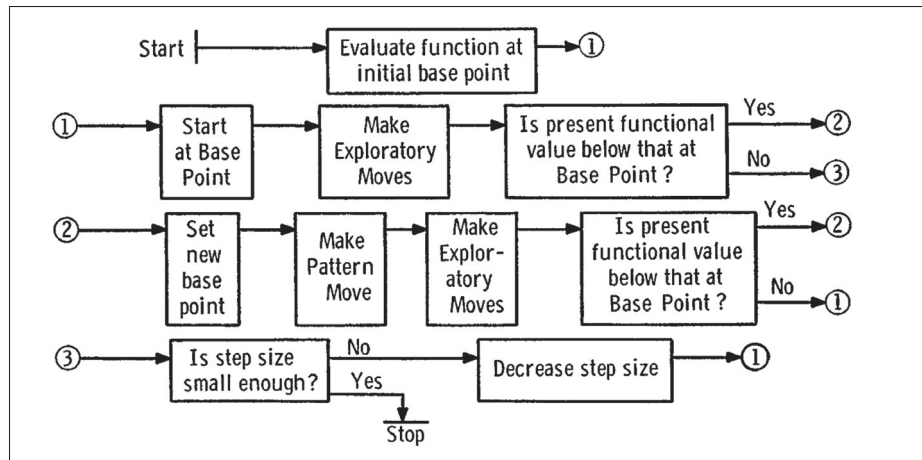 Start
Evaluate function at
initial base point
①
①
Start
at Base
Point
Make
Exploratory
Moves
Is present functional
value below that at
Base Point ?
Yes
②
No
③
②
Set
new
base
point
Make
Pattern
Move
Make
Explor-
atory
Moves
Is present
functional value
below that at
Base Point ?
Yes
②
No
①
③
Is step size
small enough?
No
Yes
Stop
Decrease step size
①